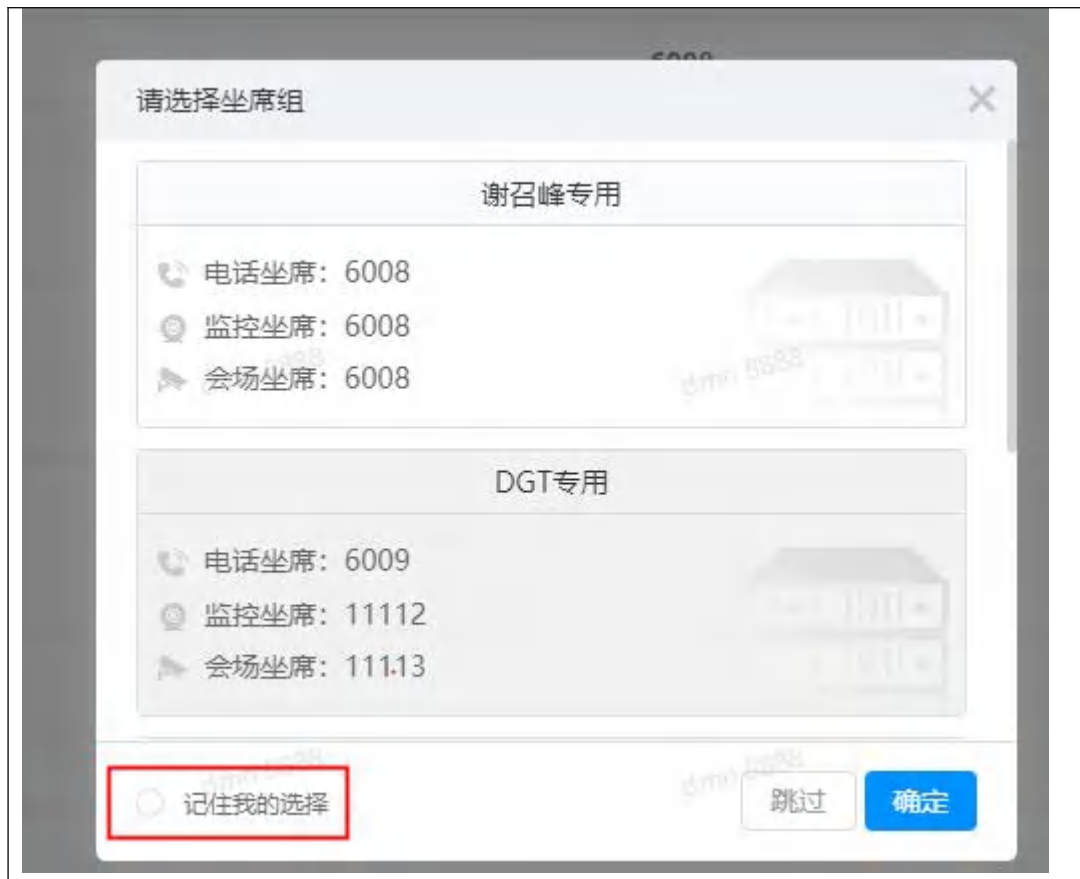 请选择坐席组
谢召峰专用
电话坐席：6008
监控坐席：6008
会场坐席：6008
DGT专用
电话坐席：6009
监控坐席：11112
会场坐席：11113
记住我的选择
跳过
确定